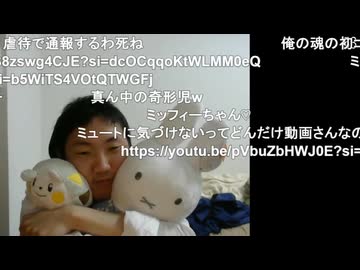 虐待で通報するわ死ね
俺の魂の初
8zswg4CJE?si=dcOCqqoKtWLMM0eQ
ミ
i=b5WiTS4VOtQTWGFj
真ん中の奇形児w
ミッフィーちゃん♡
ミュートに気づけないってどんだけ動画さんなの
https://youtu.be/pVbuZbHWJ0E?si=